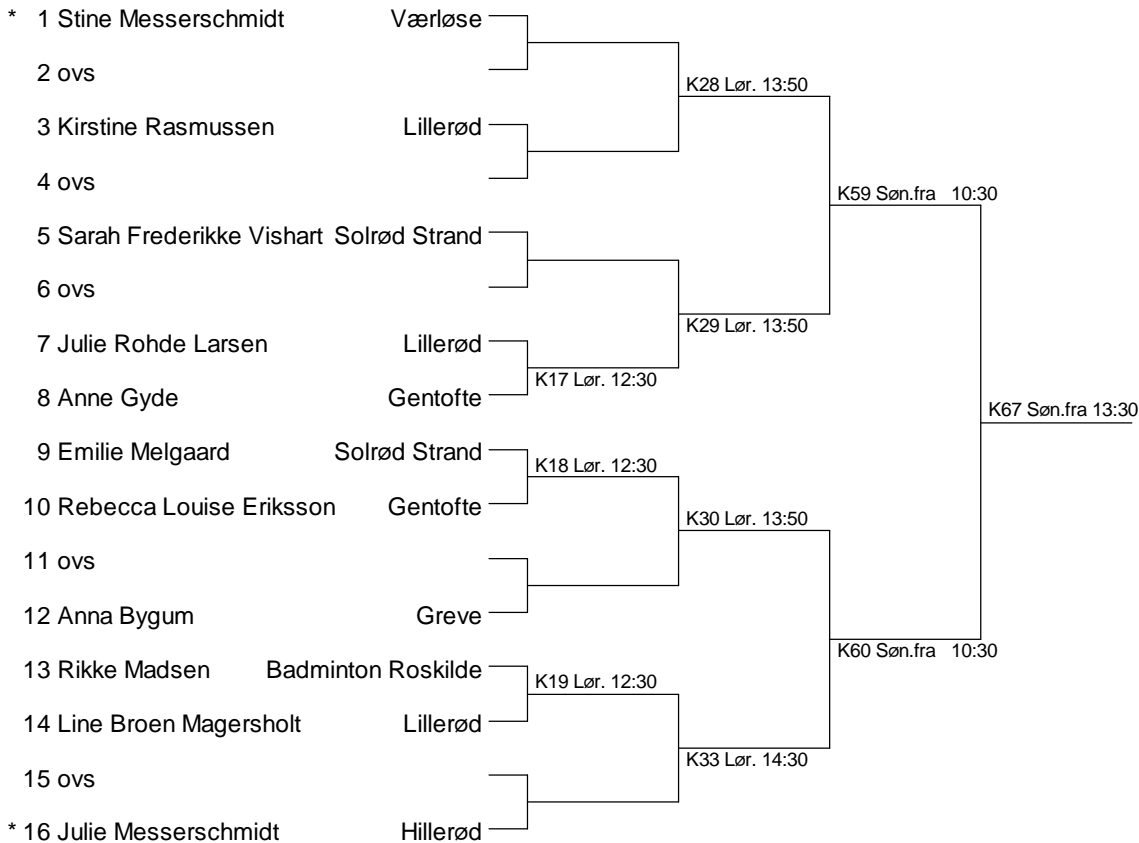 * 1 Stine Messerschmidt Værløse
2 ovs
K28 Lør. 13:50
3 Kirstine Rasmussen Lillerød
4 ovs
K59 Søn.fra 10:30
5 Sarah Frederikke Vishart Solrød Strand
6 ovs
K29 Lør. 13:50
7 Julie Rohde Larsen Lillerød
K17 Lør. 12:30
8 Anne Gyde Gentofte
K67 Søn.fra 13:30
9 Emilie Melgaard Solrød Strand
K18 Lør. 12:30
10 Rebecca Louise Eriksson Gentofte
K30 Lør. 13:50
11 ovs
12 Anna Bygum Greve
K60 Søn.fra 10:30
13 Rikke Madsen Badminton Roskilde
K19 Lør. 12:30
14 Line Broen Magersholt Lillerød
K33 Lør. 14:30
15 ovs
* 16 Julie Messerschmidt Hillerød